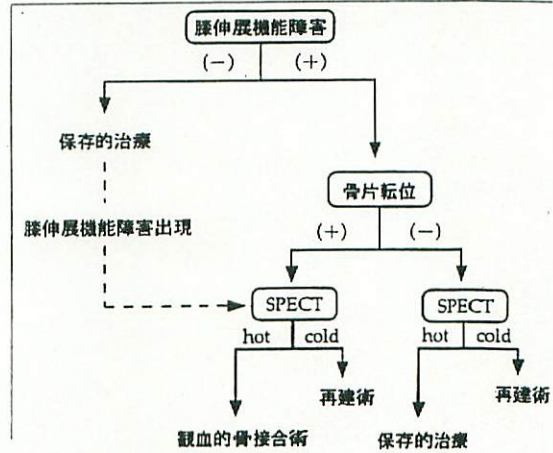 膝伸展機能障害
(−) (+)
保存的治療
骨片転位
膝伸展機能障害出現
(+) (−)
SPECT SPECT
hot cold hot cold
再建術 再建術
観血的骨接合術 保存的治療